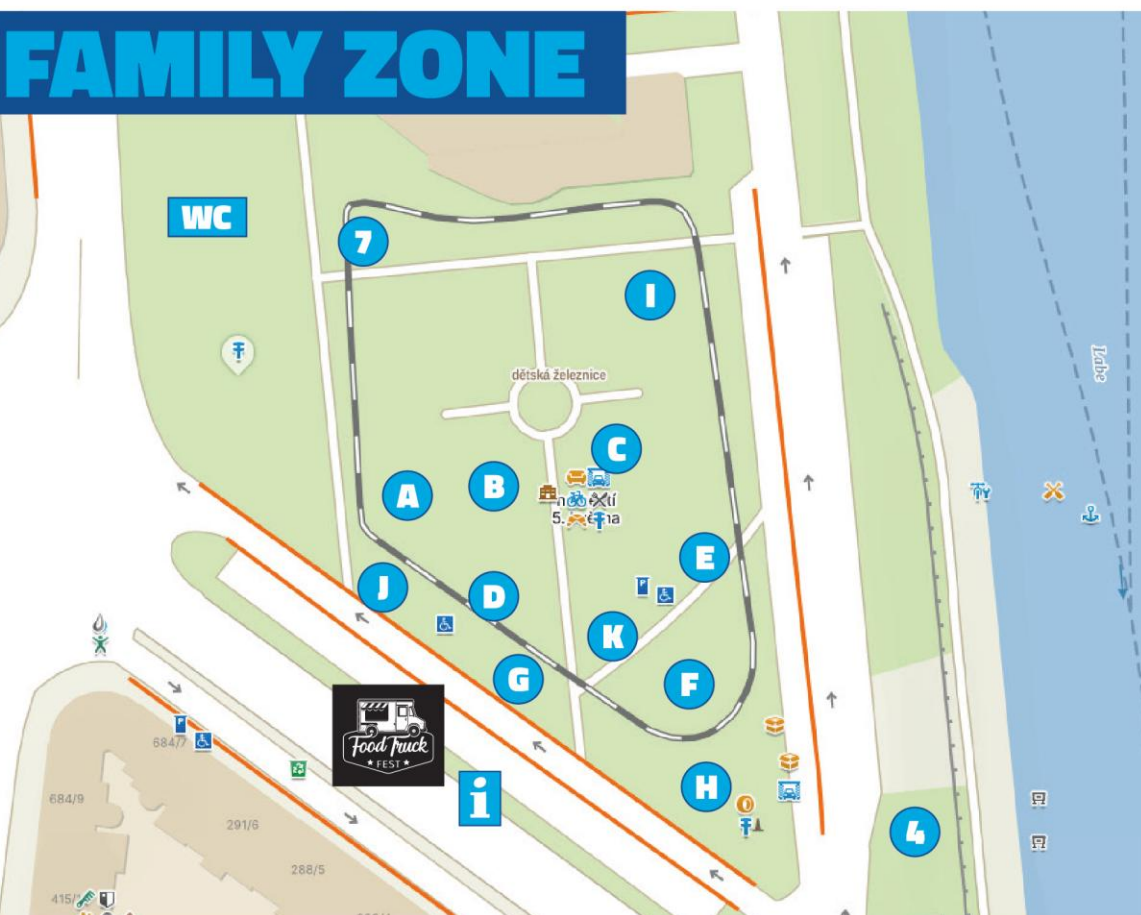 FAMILY ZONE
WC
7
I
Labe
dětská železnice
C
B
A
5.
E
J
D
K
G
F
684/7
Food Truck
FEST
i
H
684/9
291/6
4
288/5